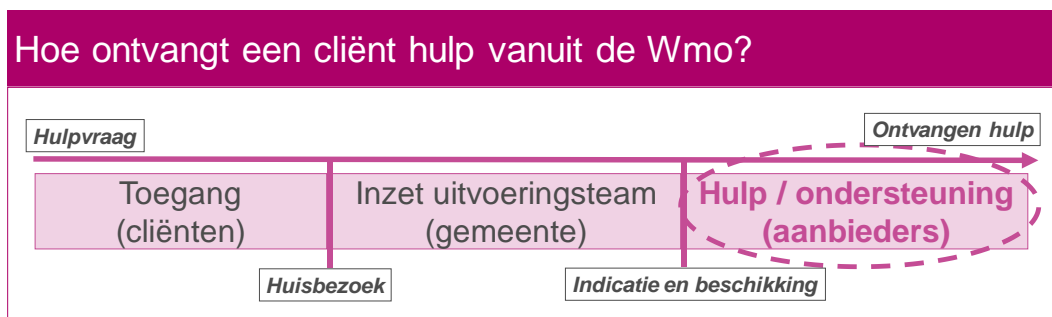 Hoe ontvangt een cliënt hulp vanuit de Wmo?
Hulpvraag
Ontvangen hulp
Toegang
(cliënten)
Inzet uitvoeringsteam
(gemeente)
Hulp / ondersteuning
(aanbieders)
Huisbezoek
Indicatie en beschikking